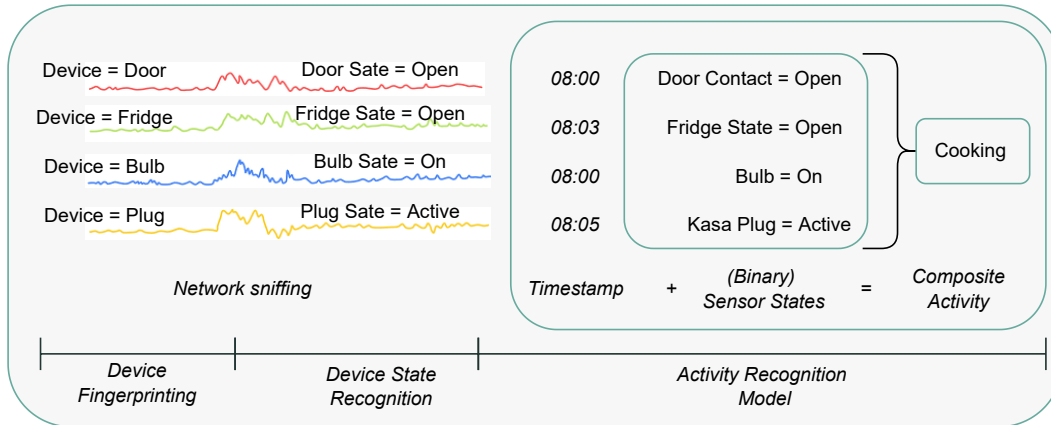 Device = Door
Door Sate = Open
Device = Fridge
Fridge Sate = Open
Device = Bulb
Bulb Sate = On
Device = Plug
Plug Sate = Active
Network sniffing
08:00
Door Contact = Open
08:03
Fridge State = Open
08:00
Bulb = On
08:05
Kasa Plug = Active
Cooking
Timestamp
+
(Binary)
Sensor States
=
Composite
Activity
Device
Fingerprinting
Device State
Recognition
Activity Recognition
Model